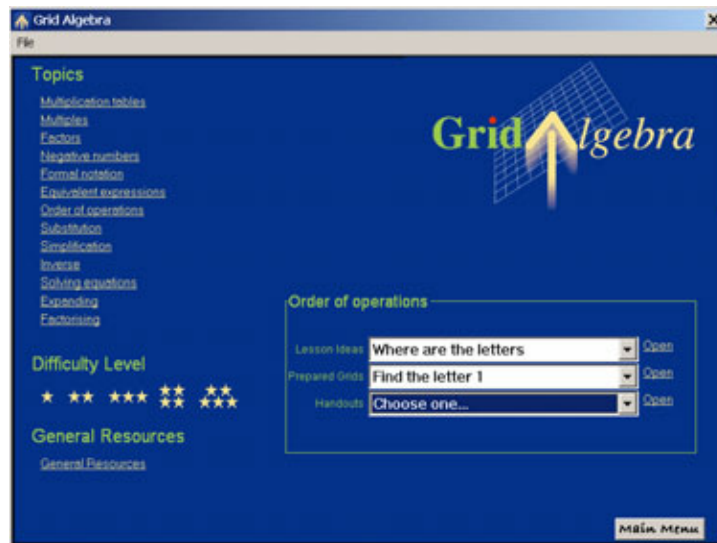 Grid Algebra
File
Topics
Multiplication tables
Multiples
Factors
Negative numbers
Formal notation
Equivalent expressions
Order of operations
Substitution
Simplification
Inverse
Solving equations
Expanding
Factorising
Difficulty Level
General Resources
General Resources
Grid Algebra
Order of operations
Lesson Ideas Where are the letters Open
Prepared Grids Find the letter 1 Open
Handouts Choose one... Open
Main Menu